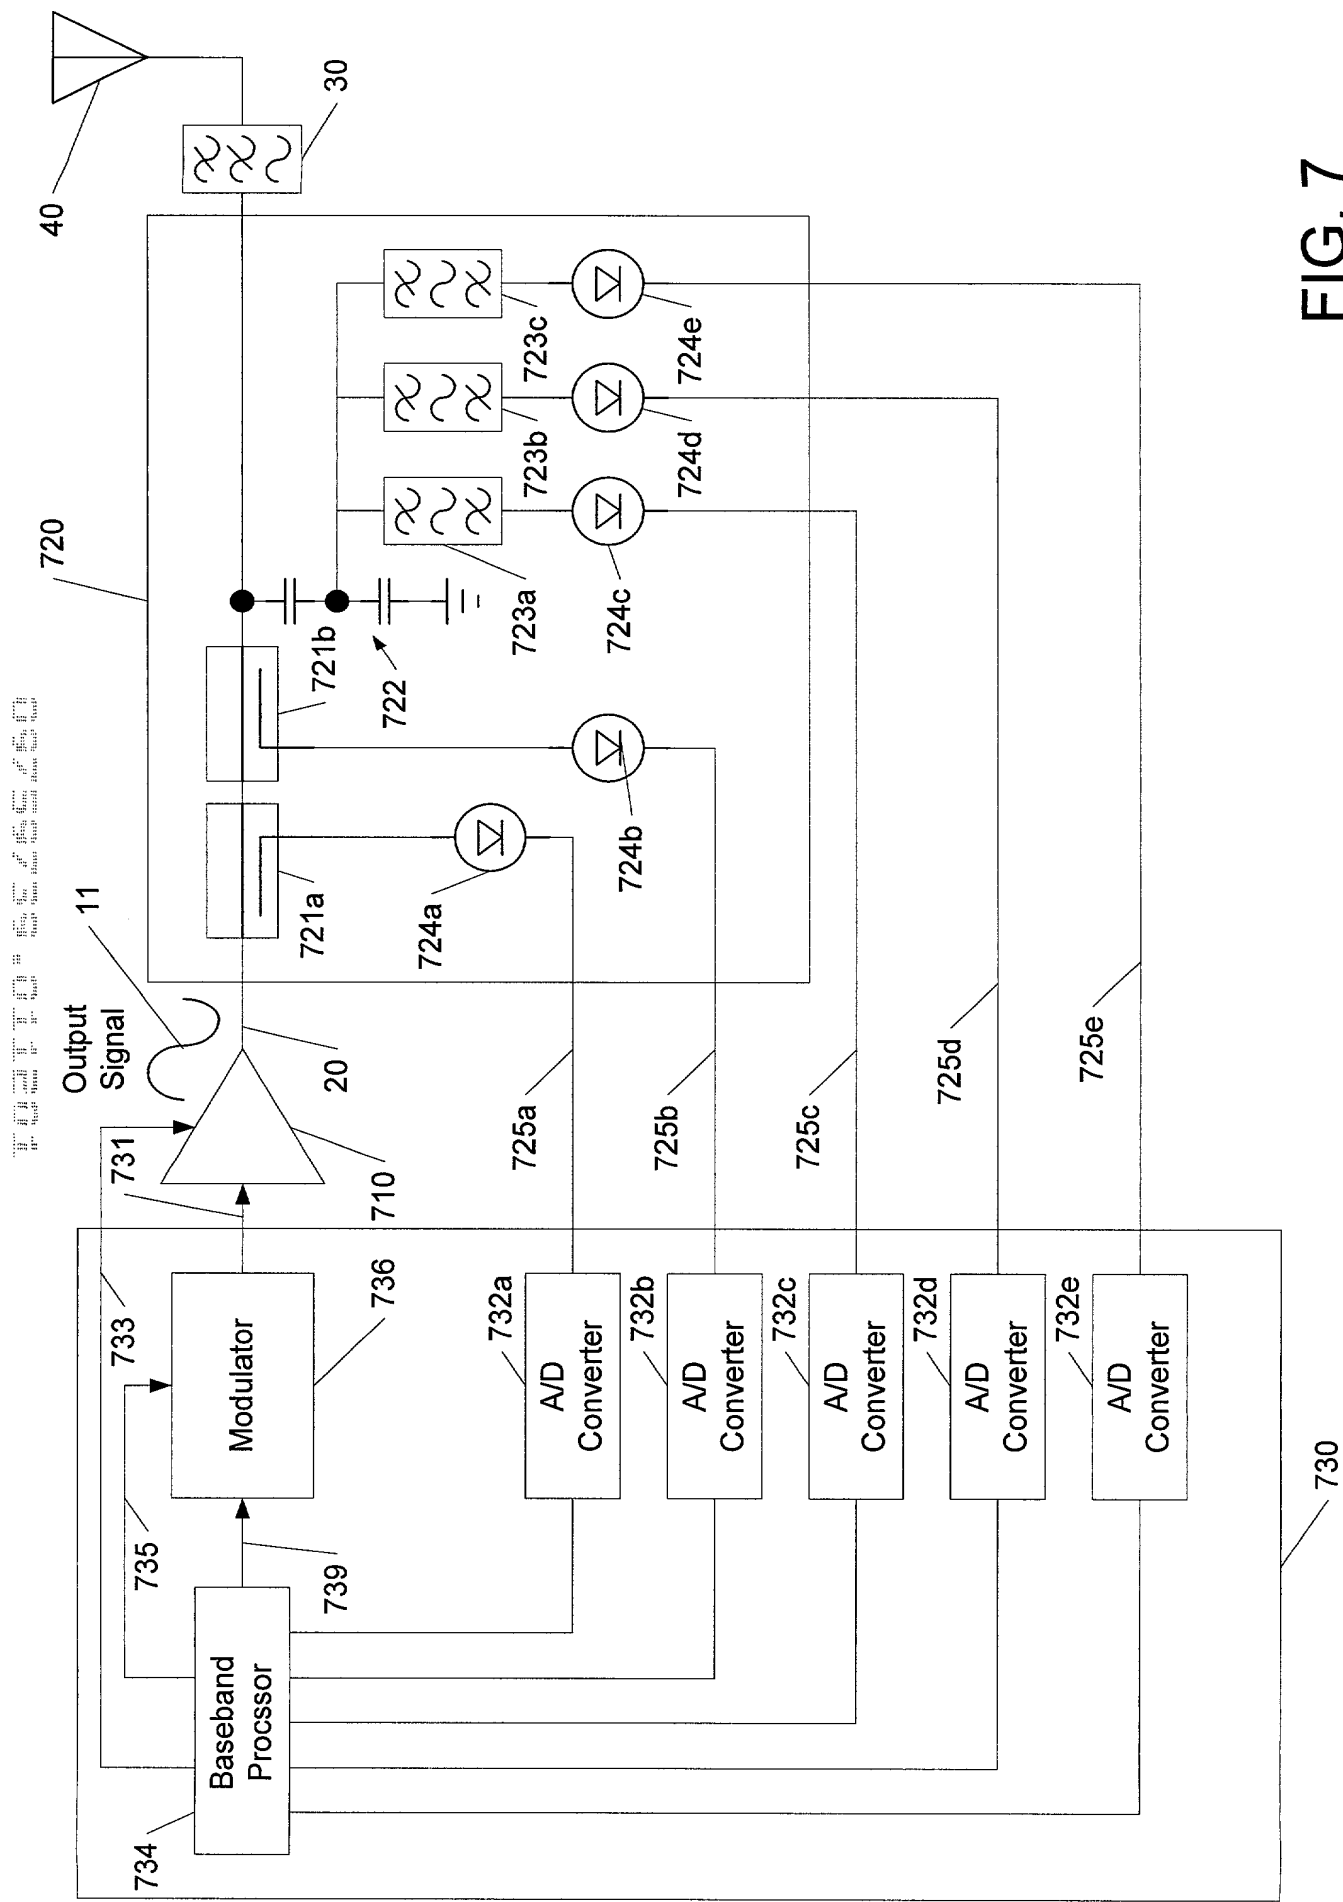 40
30
720
723c
724e
723b
724d
723a
724c
721b
722
724b
721a
724a
11
Output
Signal
20
731
710
725a
725b
725c
725d
725e
733
736
Modulator
732a
A/D
Converter
732b
A/D
Converter
732c
A/D
Converter
732d
A/D
Converter
732e
A/D
Converter
735
739
Baseband
Procssor
734
730
FIG. 7